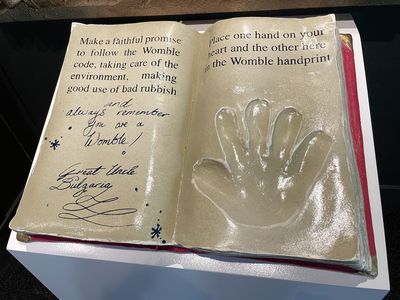 Make a faithful promise
to follow the Womble
code, taking care of the
environment, making
good use of bad rubbish
and
always remember
you are a
Womble!
Great Uncle
Bulgaria
Place one hand on your
heart and the other here
in the Womble handprint